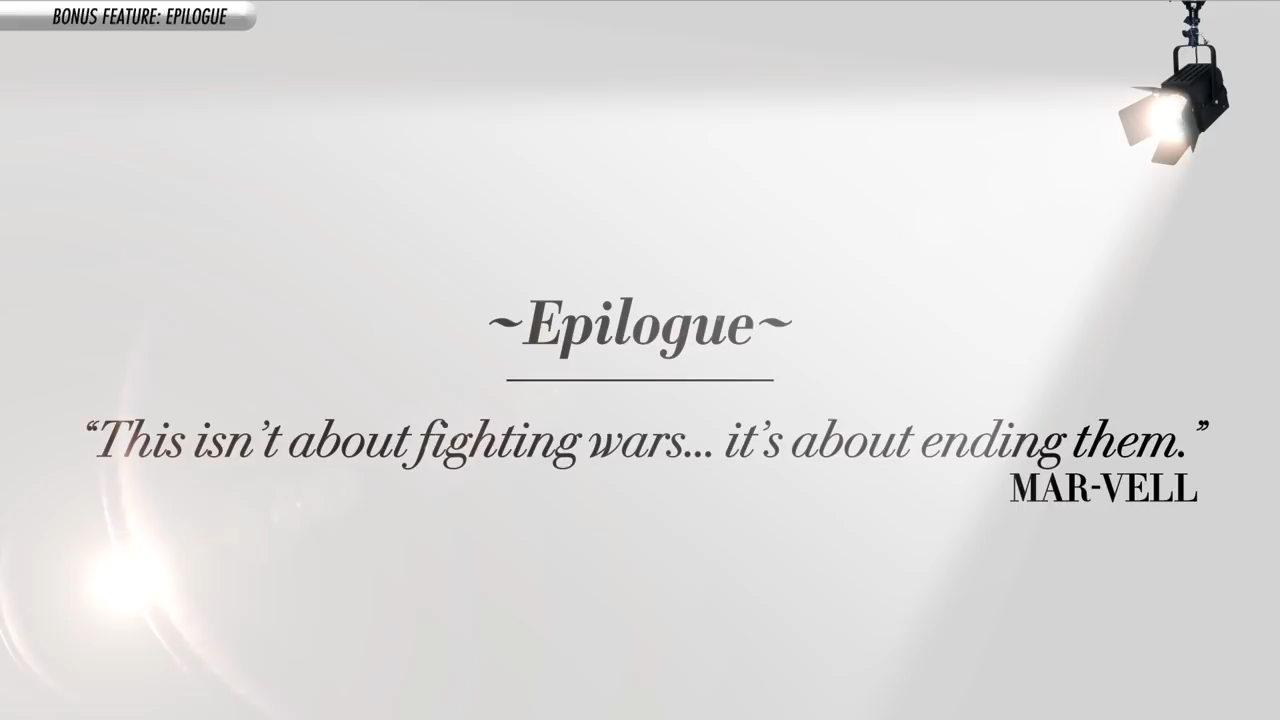 BONUS FEATURE: EPILOGUE
~Epilogue~
“This isn’t about fighting wars... it’s about ending them.”
MAR-VELL